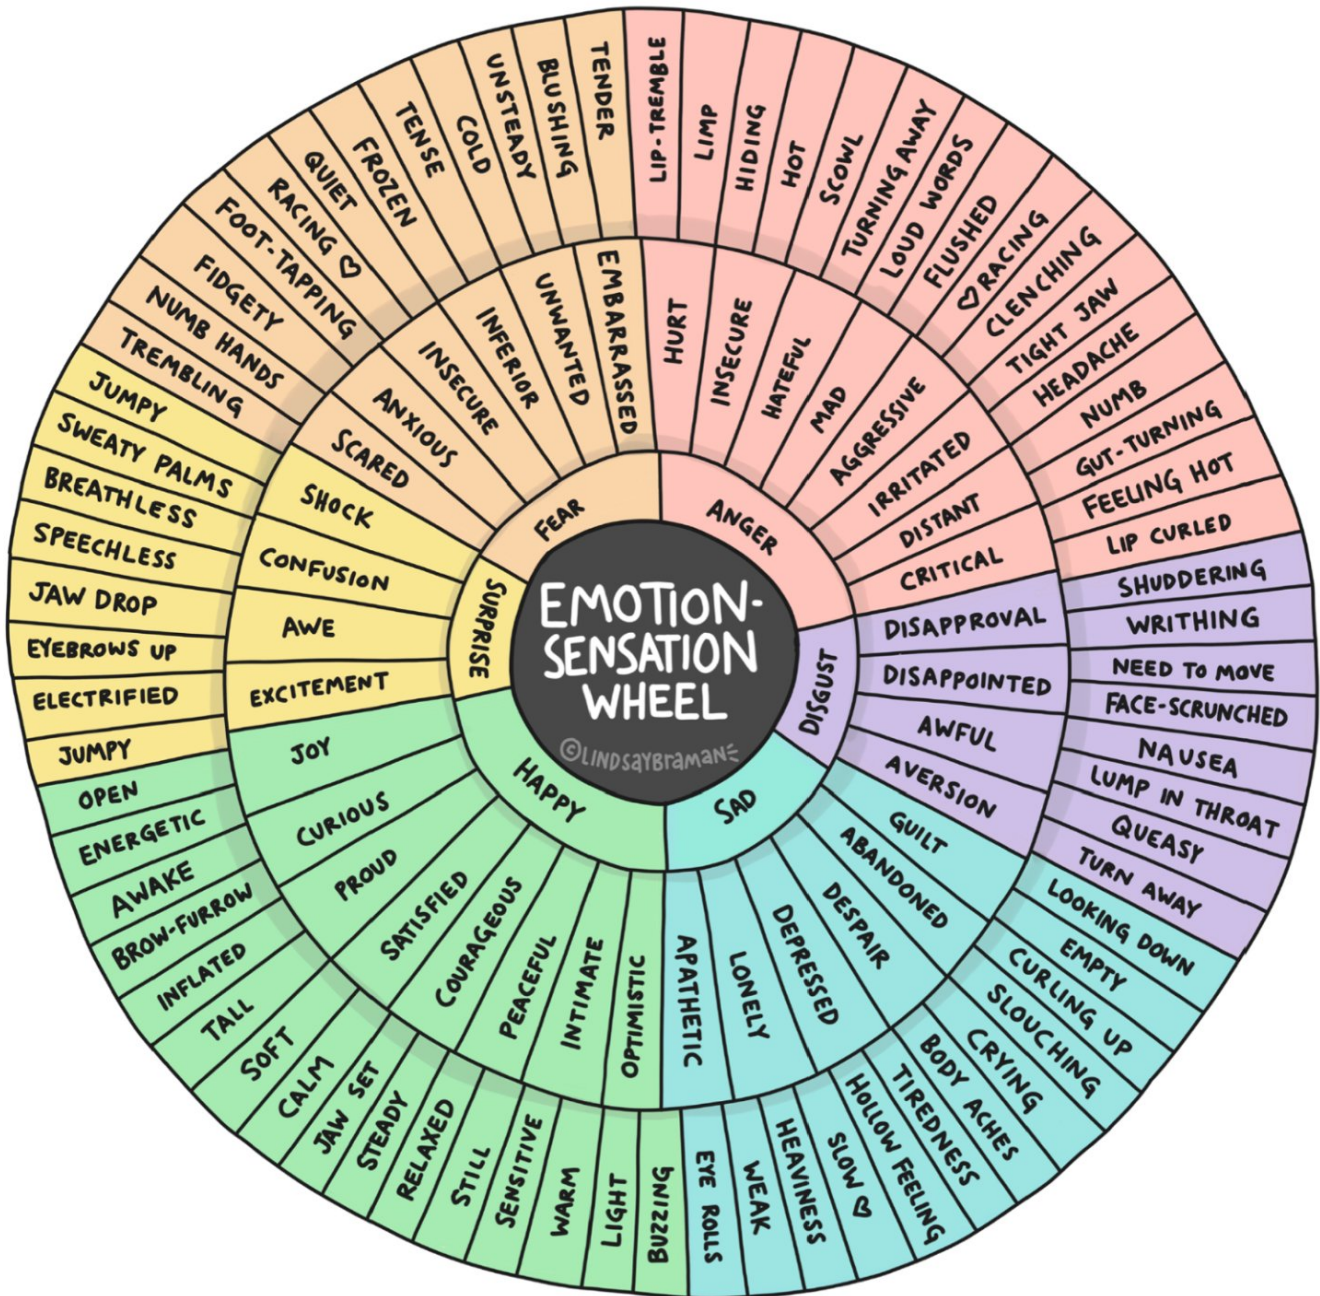 EMOTION-
SENSATION
WHEEL
©LINDSAYBRAMAN
FEAR
ANGER
DISGUST
SAD
HAPPY
SURPRISE
HURT
INSECURE
HATEFUL
MAD
AGGRESSIVE
IRRITATED
DISTANT
CRITICAL
DISAPPROVAL
DISAPPOINTED
AWFUL
AVERSION
GUILT
ABANDONED
DESPAIR
DEPRESSED
LONELY
APATHETIC
OPTIMISTIC
INTIMATE
PEACEFUL
COURAGEOUS
SATISFIED
PROUD
CURIOUS
JOY
EXCITEMENT
AWE
CONFUSION
SHOCK
SCARED
ANXIOUS
INSECURE
INFERIOR
UNWANTED
EMBARRASSED
LIP-TREMBLE
LIMP
HIDING
HOT
SCOWL
TURNING AWAY
LOUD WORDS
FLUSHED
♡ RACING
CLENCHING
TIGHT JAW
HEADACHE
NUMB
GUT-TURNING
FEELING HOT
LIP CURLED
SHUDDERING
WRITHING
NEED TO MOVE
FACE-SCRUNCHED
NAUSEA
LUMP IN THROAT
QUEASY
TURN AWAY
LOOKING DOWN
EMPTY
CURLING UP
SLOUCHING
CRYING
BODY ACHES
TIREDNESS
HOLLOW FEELING
SLOW ♡
HEAVINESS
WEAK
EYE ROLLS
BUZZING
LIGHT
WARM
SENSITIVE
STILL
RELAXED
STEADY
JAW SET
CALM
SOFT
TALL
INFLATED
BROW-FURROW
AWAKE
ENERGETIC
OPEN
JUMPY
ELECTRIFIED
EYEBROWS UP
JAW DROP
SPEECHLESS
BREATHLESS
SWEATY PALMS
JUMPY
TREMBLING
NUMB HANDS
FIDGETY
FOOT-TAPPING
RACING ♡
QUIET
FROZEN
TENSE
COLD
UNSTEADY
BLUSHING
TENDER